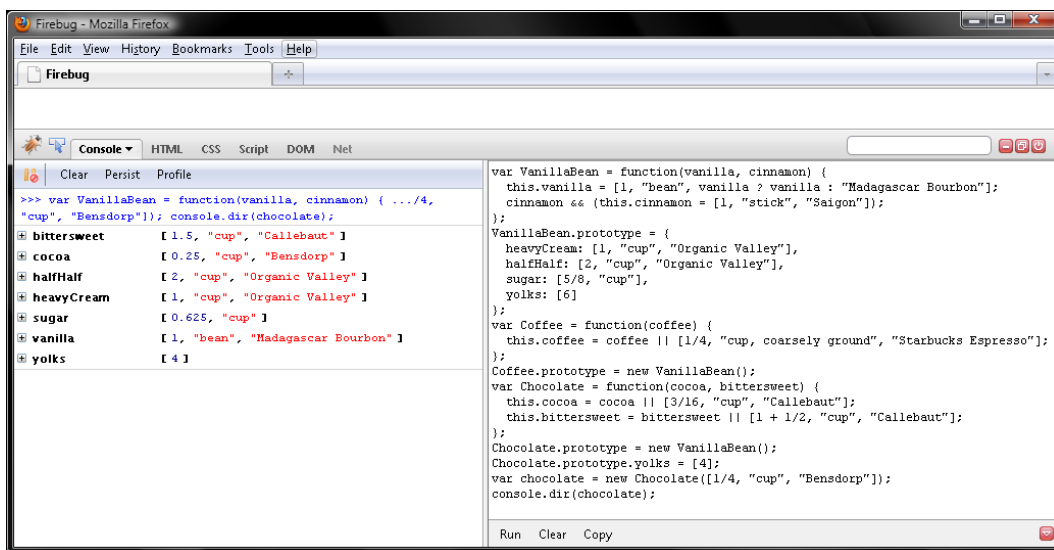 Firebug - Mozilla Firefox
File Edit View History Bookmarks Tools Help
Firebug
Console HTML CSS Script DOM Net
Clear Persist Profile
>>> var VanillaBean = function(vanilla, cinnamon) { .../4,
"cup", "Bensdorp"]); console.dir(chocolate);
bittersweet [ 1.5, "cup", "Callebaut" ]
cocoa [ 0.25, "cup", "Bensdorp" ]
halfHalf [ 2, "cup", "Organic Valley" ]
heavyCream [ 1, "cup", "Organic Valley" ]
sugar [ 0.625, "cup" ]
vanilla [ 1, "bean", "Madagascar Bourbon" ]
yolks [ 4 ]
var VanillaBean = function(vanilla, cinnamon) {
this.vanilla = [1, "bean", vanilla ? vanilla : "Madagascar Bourbon"];
cinnamon && (this.cinnamon = [1, "stick", "Saigon"]);
};
VanillaBean.prototype = {
heavyCream: [1, "cup", "Organic Valley"],
halfHalf: [2, "cup", "Organic Valley"],
sugar: [5/8, "cup"],
yolks: [6]
};
var Coffee = function(coffee) {
this.coffee = coffee || [1/4, "cup, coarsely ground", "Starbucks Espresso"];
};
Coffee.prototype = new VanillaBean();
var Chocolate = function(cocoa, bittersweet) {
this.cocoa = cocoa || [3/16, "cup", "Callebaut"];
this.bittersweet = bittersweet || [1 + 1/2, "cup", "Callebaut"];
};
Chocolate.prototype = new VanillaBean();
Chocolate.prototype.yolks = [4];
var chocolate = new Chocolate([1/4, "cup", "Bensdorp"]);
console.dir(chocolate);
Run Clear Copy